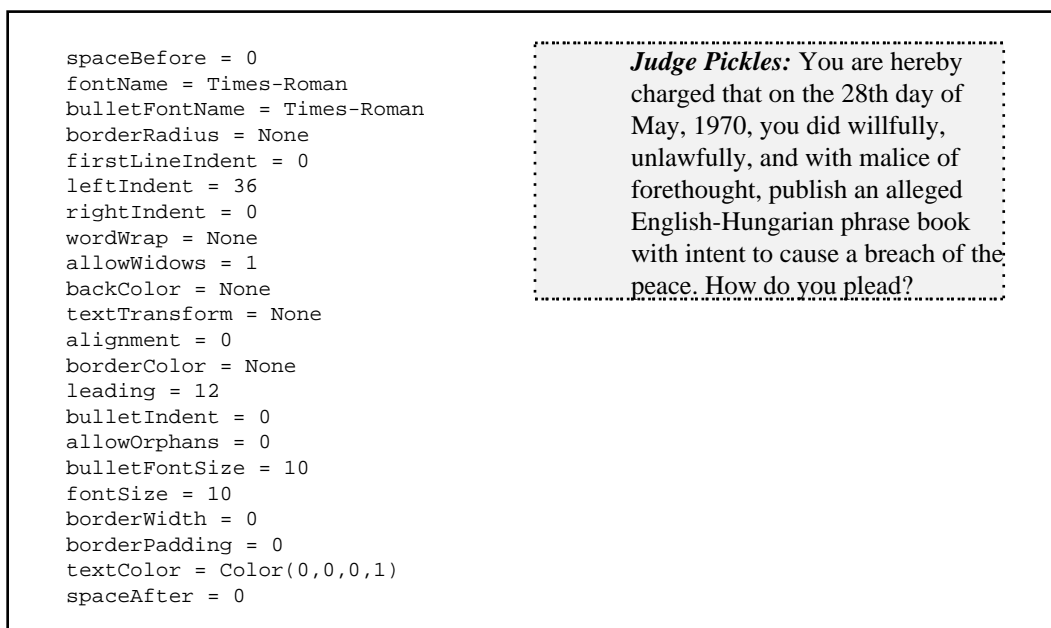 spaceBefore = 0
fontName = Times-Roman
bulletFontName = Times-Roman
borderRadius = None
firstLineIndent = 0
leftIndent = 36
rightIndent = 0
wordWrap = None
allowWidows = 1
backColor = None
textTransform = None
alignment = 0
borderColor = None
leading = 12
bulletIndent = 0
allowOrphans = 0
bulletFontSize = 10
fontSize = 10
borderWidth = 0
borderPadding = 0
textColor = Color(0,0,0,1)
spaceAfter = 0
Judge Pickles: You are hereby
charged that on the 28th day of
May, 1970, you did willfully,
unlawfully, and with malice of
forethought, publish an alleged
English-Hungarian phrase book
with intent to cause a breach of the
peace. How do you plead?